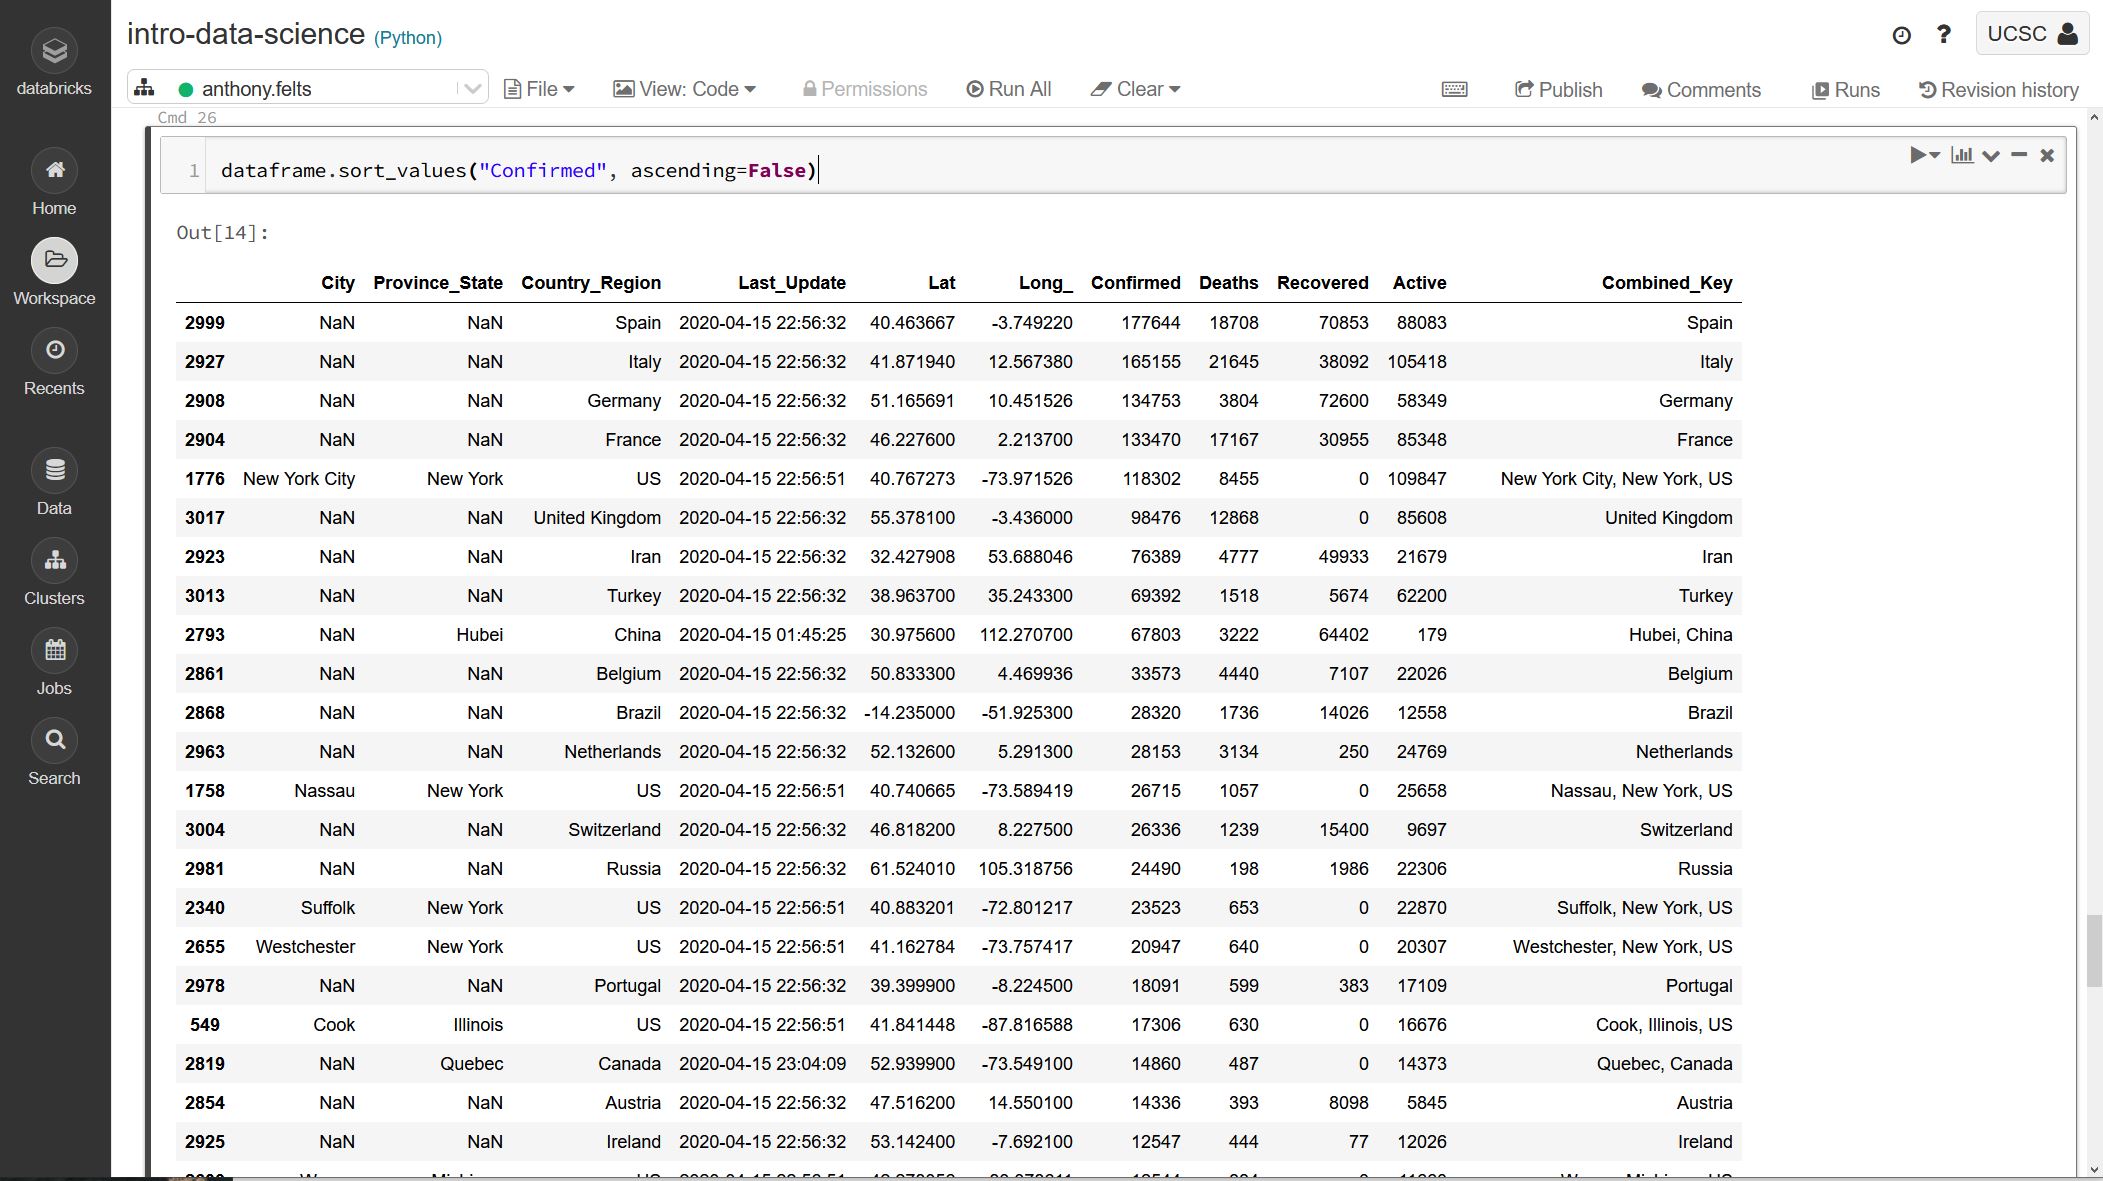 intro-data-science (Python)
UCSC
databricks
anthony.felts
File
View: Code
Permissions
Run All
Clear
Publish
Comments
Runs
Revision history
Home
Workspace
Recents
Data
Clusters
Jobs
Search
Cmd 26
1 dataframe.sort_values("Confirmed", ascending=False)
Out[14]:
City Province_State Country_Region Last_Update Lat Long_ Confirmed Deaths Recovered Active Combined_Key
2999 NaN NaN Spain 2020-04-15 22:56:32 40.463667 -3.749220 177644 18708 70853 88083 Spain
2927 NaN NaN Italy 2020-04-15 22:56:32 41.871940 12.567380 165155 21645 38092 105418 Italy
2908 NaN NaN Germany 2020-04-15 22:56:32 51.165691 10.451526 134753 3804 72600 58349 Germany
2904 NaN NaN France 2020-04-15 22:56:32 46.227600 2.213700 133470 17167 30955 85348 France
1776 New York City New York US 2020-04-15 22:56:51 40.767273 -73.971526 118302 8455 0 109847 New York City, New York, US
3017 NaN NaN United Kingdom 2020-04-15 22:56:32 55.378100 -3.436000 98476 12868 0 85608 United Kingdom
2923 NaN NaN Iran 2020-04-15 22:56:32 32.427908 53.688046 76389 4777 49933 21679 Iran
3013 NaN NaN Turkey 2020-04-15 22:56:32 38.963700 35.243300 69392 1518 5674 62200 Turkey
2793 NaN Hubei China 2020-04-15 01:45:25 30.975600 112.270700 67803 3222 64402 179 Hubei, China
2861 NaN NaN Belgium 2020-04-15 22:56:32 50.833300 4.469936 33573 4440 7107 22026 Belgium
2868 NaN NaN Brazil 2020-04-15 22:56:32 -14.235000 -51.925300 28320 1736 14026 12558 Brazil
2963 NaN NaN Netherlands 2020-04-15 22:56:32 52.132600 5.291300 28153 3134 250 24769 Netherlands
1758 Nassau New York US 2020-04-15 22:56:51 40.740665 -73.589419 26715 1057 0 25658 Nassau, New York, US
3004 NaN NaN Switzerland 2020-04-15 22:56:32 46.818200 8.227500 26336 1239 15400 9697 Switzerland
2981 NaN NaN Russia 2020-04-15 22:56:32 61.524010 105.318756 24490 198 1986 22306 Russia
2340 Suffolk New York US 2020-04-15 22:56:51 40.883201 -72.801217 23523 653 0 22870 Suffolk, New York, US
2655 Westchester New York US 2020-04-15 22:56:51 41.162784 -73.757417 20947 640 0 20307 Westchester, New York, US
2978 NaN NaN Portugal 2020-04-15 22:56:32 39.399900 -8.224500 18091 599 383 17109 Portugal
549 Cook Illinois US 2020-04-15 22:56:51 41.841448 -87.816588 17306 630 0 16676 Cook, Illinois, US
2819 NaN Quebec Canada 2020-04-15 23:04:09 52.939900 -73.549100 14860 487 0 14373 Quebec, Canada
2854 NaN NaN Austria 2020-04-15 22:56:32 47.516200 14.550100 14336 393 8098 5845 Austria
2925 NaN NaN Ireland 2020-04-15 22:56:32 53.142400 -7.692100 12547 444 77 12026 Ireland